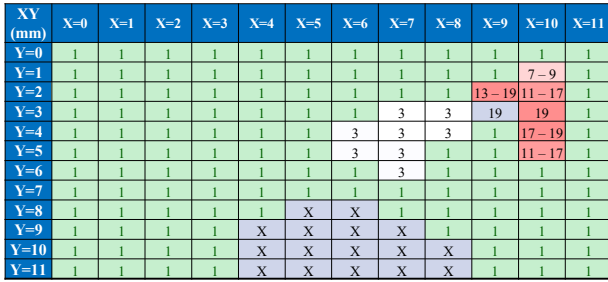 XY (mm) X=0 X=1 X=2 X=3 X=4 X=5 X=6 X=7 X=8 X=9 X=10 X=11
Y=0 1 1 1 1 1 1 1 1 1 1 1 1
Y=1 1 1 1 1 1 1 1 1 1 1 7 – 9 1
Y=2 1 1 1 1 1 1 1 1 1 13 – 19 11 – 17 1
Y=3 1 1 1 1 1 1 1 3 3 19 19 1
Y=4 1 1 1 1 1 1 3 3 3 1 17 – 19 1
Y=5 1 1 1 1 1 1 3 3 1 1 11 – 17 1
Y=6 1 1 1 1 1 1 1 3 1 1 1 1
Y=7 1 1 1 1 1 1 1 1 1 1 1 1
Y=8 1 1 1 1 1 X X 1 1 1 1 1
Y=9 1 1 1 1 X X X X 1 1 1 1
Y=10 1 1 1 1 X X X X X 1 1 1
Y=11 1 1 1 1 X X X X X 1 1 1